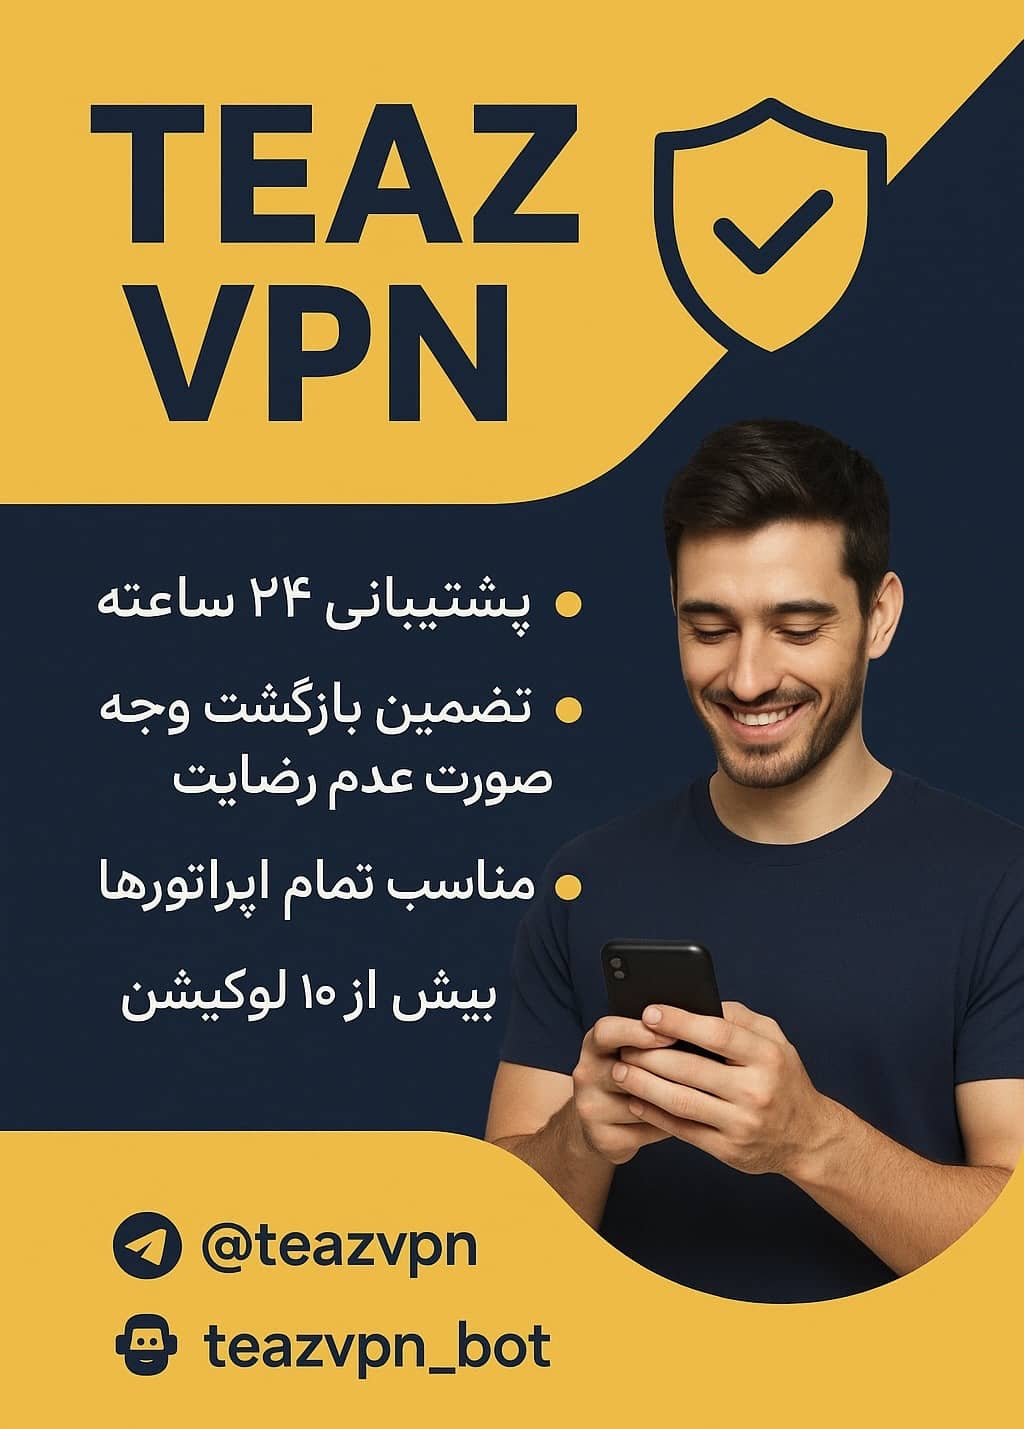 TEAZ
VPN
پشتیبانی ۲۴ ساعته
تضمین بازگشت وجه
صورت عدم رضایت
مناسب تمام اپراتورها
بیش از ۱۰ لوکیشن
@teazvpn
teazvpn_bot